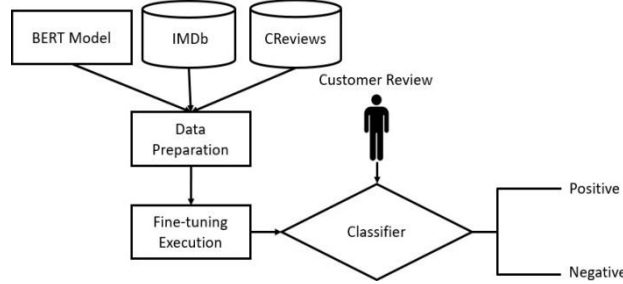 BERT Model
IMDb
CReviews
Customer Review
Data
Preparation
Fine-tuning
Execution
Classifier
Positive
Negative